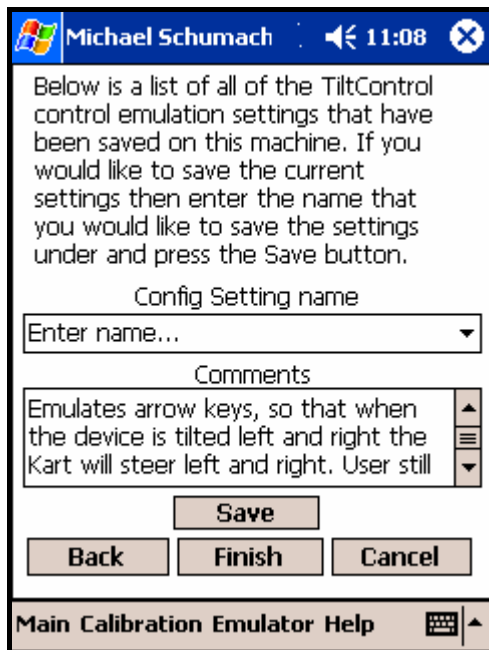 Michael Schumach 11:08
Below is a list of all of the TiltControl
control emulation settings that have
been saved on this machine. If you
would like to save the current
settings then enter the name that
you would like to save the settings
under and press the Save button.
Config Setting name
Enter name...
Comments
Emulates arrow keys, so that when
the device is tilted left and right the
Kart will steer left and right. User still
Save
Back Finish Cancel
Main Calibration Emulator Help